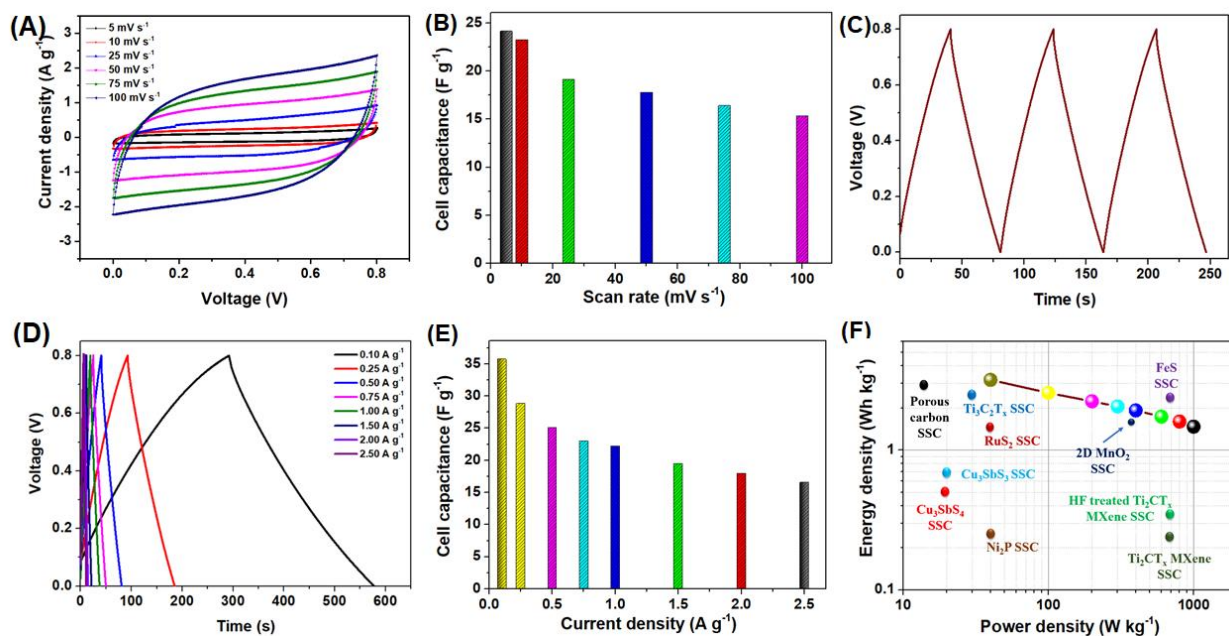 (A)
5 mV s⁻¹
10 mV s⁻¹
25 mV s⁻¹
50 mV s⁻¹
75 mV s⁻¹
100 mV s⁻¹
Current density (A g⁻¹)
3
2
1
0
-1
-2
-3
0.0 0.2 0.4 0.6 0.8
Voltage (V)
(B)
Cell capacitance (F g⁻¹)
25
20
15
10
5
0
0 20 40 60 80 100
Scan rate (mV s⁻¹)
(C)
Voltage (V)
0.8
0.4
0.0
0 50 100 150 200 250
Time (s)
(D)
Voltage (V)
0.8
0.4
0.0
0 100 200 300 400 500 600
Time (s)
0.10 A g⁻¹
0.25 A g⁻¹
0.50 A g⁻¹
0.75 A g⁻¹
1.00 A g⁻¹
1.50 A g⁻¹
2.00 A g⁻¹
2.50 A g⁻¹
(E)
Cell capacitance (F g⁻¹)
35
30
25
20
15
10
5
0
0.0 0.5 1.0 1.5 2.0 2.5
Current density (A g⁻¹)
(F)
Energy density (Wh kg⁻¹)
1
0.1
10 100 1000
Power density (W kg⁻¹)
Porous
carbon
SSC
Ti₃C₂Tₓ SSC
RuS₂ SSC
FeS
SSC
2D MnO₂
SSC
Cu₃SbS₃ SSC
Cu₃SbS₄
SSC
Ni₂P SSC
HF treated Ti₂CTₓ
MXene SSC
Ti₂CTₓ MXene
SSC